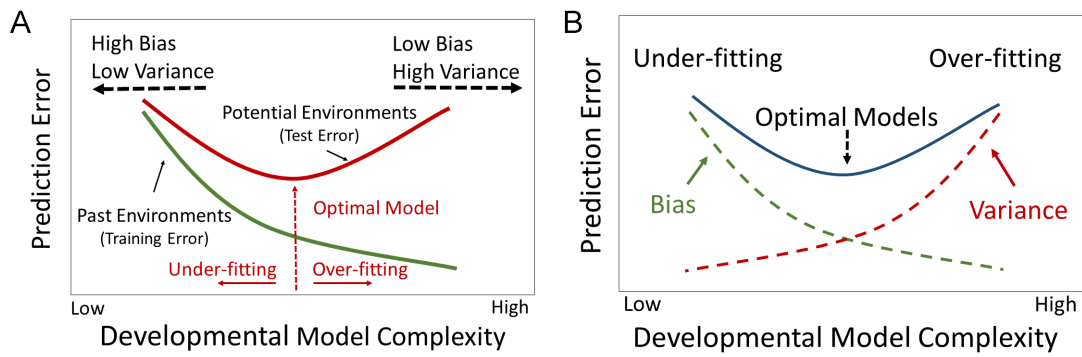 A
High Bias
Low Variance
Low Bias
High Variance
Potential Environments
(Test Error)
Past Environments
(Training Error)
Optimal Model
Under-fitting
Over-fitting
Prediction Error
Low
High
Developmental Model Complexity
B
Under-fitting
Over-fitting
Optimal Models
Bias
Variance
Prediction Error
Low
High
Developmental Model Complexity